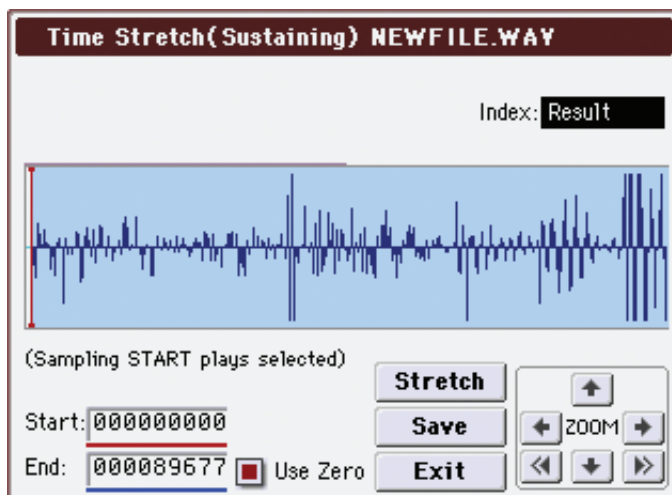 Time Stretch(Sustaining) NEWFILE.WAV
Index: Result
(Sampling START plays selected)
Stretch
Start: 000000000
Save
ZOOM
End: 000089677
Use Zero
Exit